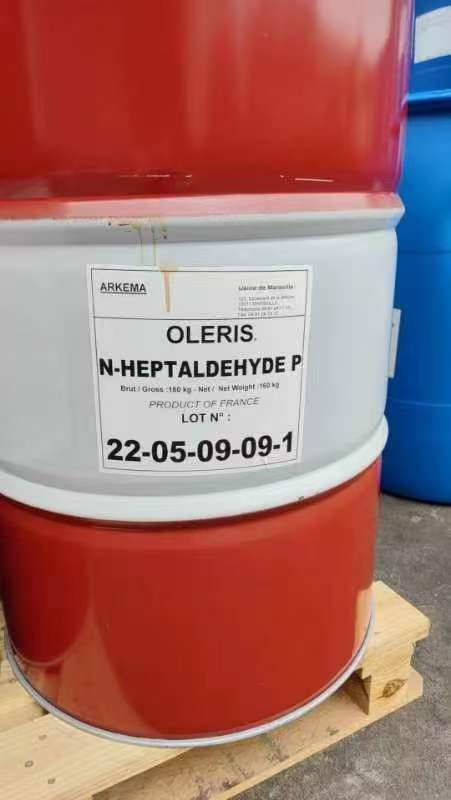 ARKEMA
Usine de Marseille :
OLERIS.
N-HEPTALDEHYDE P
Brut / Gross :180 kg - Net / Net Weight :160 kg
PRODUCT OF FRANCE
LOT N° :
22-05-09-09-1